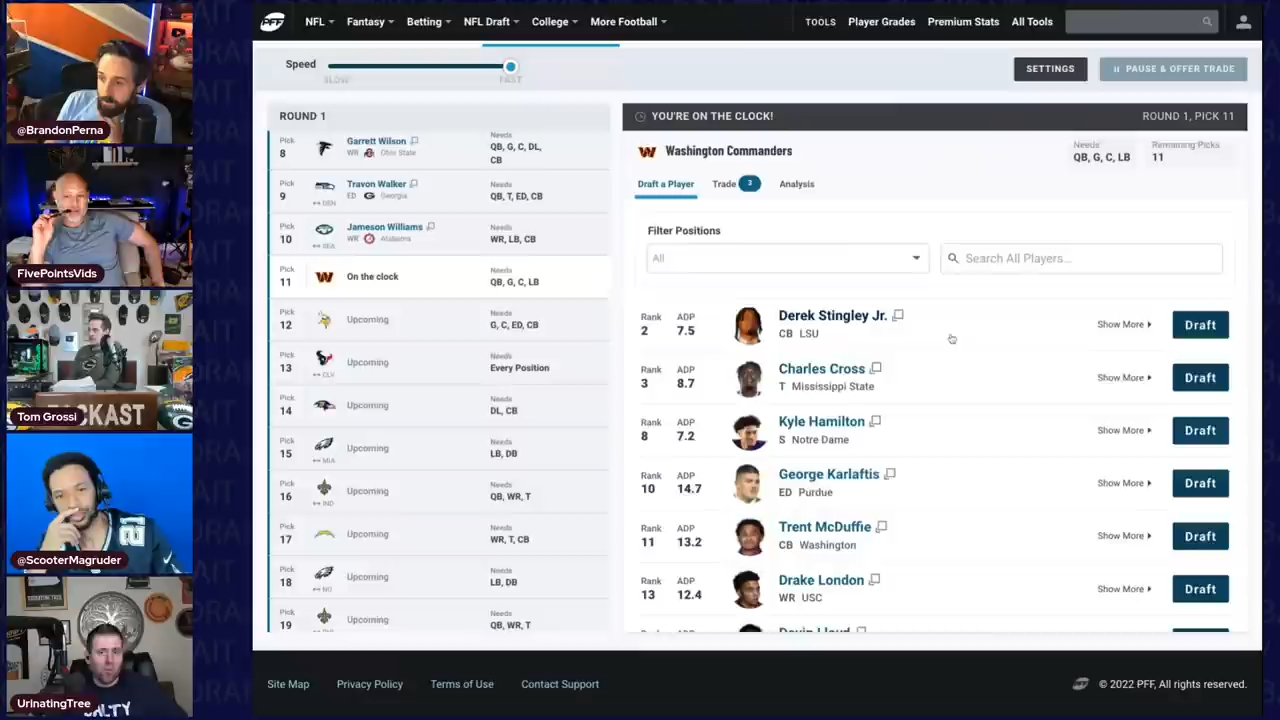 @BrandonPerna
FivePointsVids
PACKAST
Tom Grossi
@ScooterMagruder
UrinatingTree
PFF
NFL
Fantasy
Betting
NFL Draft
College
More Football
TOOLS
Player Grades
Premium Stats
All Tools
Speed
SLOW
FAST
SETTINGS
PAUSE & OFFER TRADE
ROUND 1
Pick 8
Garrett Wilson
WR Ohio State
Needs
QB, G, C, DL, CB
Pick 9
DEN
Travon Walker
ED Georgia
Needs
QB, T, ED, CB
Pick 10
SEA
Jameson Williams
WR Alabama
Needs
WR, LB, CB
Pick 11
On the clock
Needs
QB, G, C, LB
Pick 12
Upcoming
Needs
G, C, ED, CB
Pick 13
CLV
Upcoming
Needs
Every Position
Pick 14
Upcoming
Needs
DL, CB
Pick 15
MIA
Upcoming
Needs
LB, DB
Pick 16
IND
Upcoming
Needs
QB, WR, T
Pick 17
Upcoming
Needs
WR, T, CB
Pick 18
NO
Upcoming
Needs
LB, DB
Pick 19
Upcoming
Needs
QB, WR, T
YOU'RE ON THE CLOCK!
ROUND 1, PICK 11
Washington Commanders
Needs:
QB, G, C, LB
Remaining Picks
11
Draft a Player
Trade 3
Analysis
Filter Positions
All
Search All Players...
Rank 2
ADP 7.5
Derek Stingley Jr.
CB LSU
Show More
Draft
Rank 3
ADP 8.7
Charles Cross
T Mississippi State
Show More
Draft
Rank 8
ADP 7.2
Kyle Hamilton
S Notre Dame
Show More
Draft
Rank 10
ADP 14.7
George Karlaftis
ED Purdue
Show More
Draft
Rank 11
ADP 13.2
Trent McDuffie
CB Washington
Show More
Draft
Rank 13
ADP 12.4
Drake London
WR USC
Show More
Draft
Devin Lloyd
Site Map
Privacy Policy
Terms of Use
Contact Support
© 2022 PFF, All rights reserved.